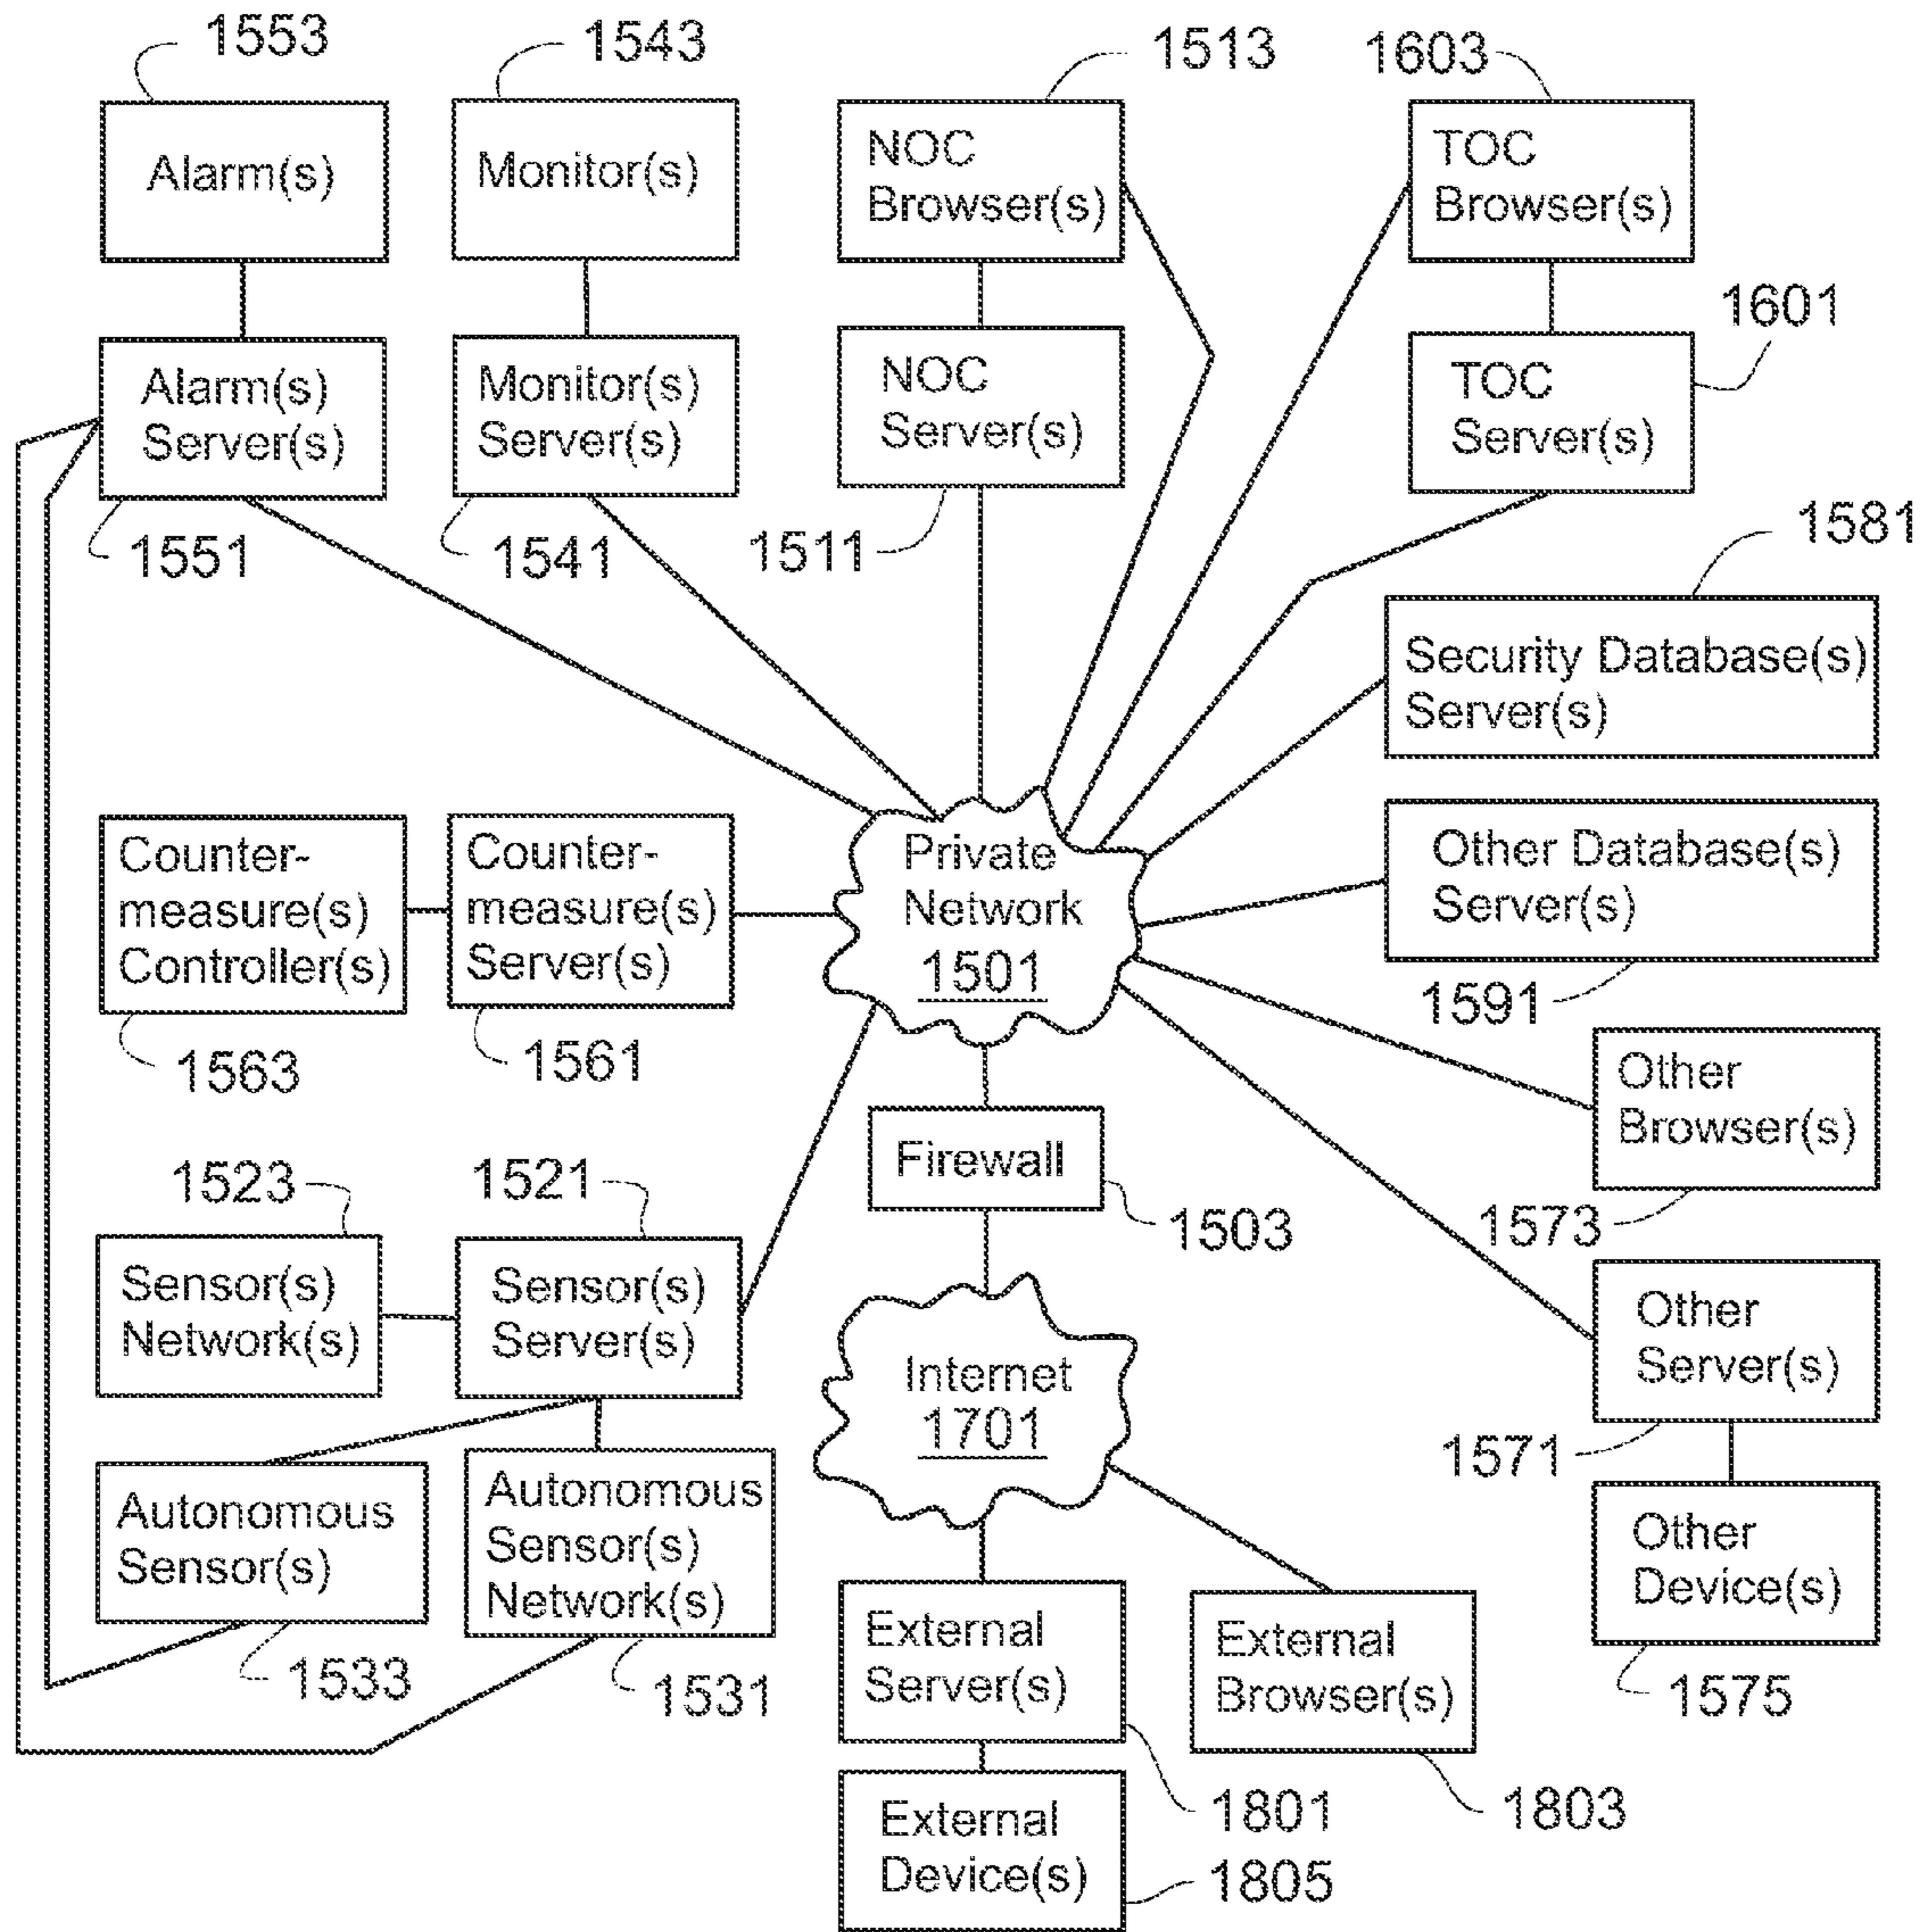 1553
1543
1513
1603
Alarm(s)
Monitor(s)
NOC
Browser(s)
TOC
Browser(s)
1601
Alarm(s)
Server(s)
Monitor(s)
Server(s)
NOC
Server(s)
TOC
Server(s)
1551
1541
1511
1581
Security Database(s)
Server(s)
Counter-
measure(s)
Controller(s)
Counter-
measure(s)
Server(s)
Private
Network
1501
Other Database(s)
Server(s)
1591
1563
1561
Other
Browser(s)
1573
Firewall
1503
1523
1521
Sensor(s)
Network(s)
Sensor(s)
Server(s)
Internet
1701
Other
Server(s)
1571
Autonomous
Sensor(s)
Autonomous
Sensor(s)
Network(s)
Other
Device(s)
1575
1533
1531
External
Server(s)
External
Browser(s)
1801
1803
External
Device(s)
1805